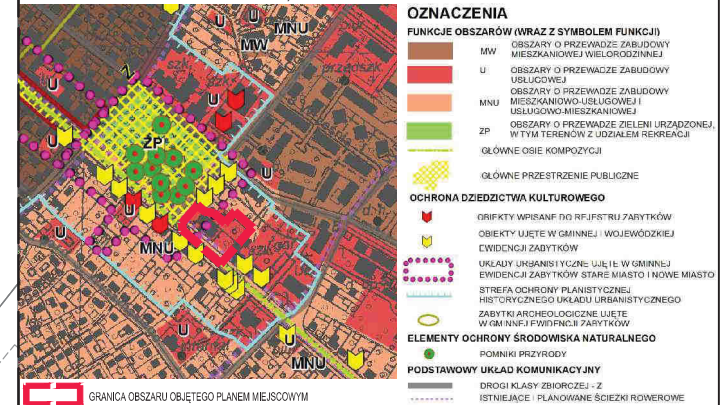 OZNACZENIA
FUNKCJE OBSZARÓW (WRAZ Z SYMBOLEM FUNKCJI)
MW OBSZARY O PRZEWADZE ZABUDOWY
MIESZKANIOWEJ WIELORODZINNEJ
U OBSZARY O PRZEWADZE ZABUDOWY
USŁUGOWEJ
MNU OBSZARY O PRZEWADZE ZABUDOWY
MIESZKANIOWO-USŁUGOWEJ I
USŁUGOWO-MIESZKANIOWEJ
ZP OBSZARY O PRZEWADZE ZIELENI URZĄDZONEJ,
W TYM TERENÓW Z UDZIAŁEM REKREACJI
GŁÓWNE OSIE KOMPOZYCJI
GŁÓWNE PRZESTRZENIE PUBLICZNE
OCHRONA DZIEDZICTWA KULTUROWEGO
OBIEKTY WPISANE DO REJESTRU ZABYTKÓW
OBIEKTY UJĘTE W GMINNEJ I WOJEWÓDZKIEJ
EWIDENCJI ZABYTKÓW
UKŁADY URBANISTYCZNE UJĘTE W GMINNEJ
EWIDENCJI ZABYTKÓW STARE MIASTO I NOWE MIASTO
STREFA OCHRONY PLANISTYCZNEJ
HISTORYCZNEGO UKŁADU URBANISTYCZNEGO
ZABYTKI ARCHEOLOGICZNE UJĘTE
W GMINNEJ EWIDENCJI ZABYTKÓW
ELEMENTY OCHRONY ŚRODOWISKA NATURALNEGO
POMNIKI PRZYRODY
PODSTAWOWY UKŁAD KOMUNIKACYJNY
DROGI KLASY ZBIORCZEJ - Z
ISTNIEJĄCE I PLANOWANE ŚCIEŻKI ROWEROWE
U
U
MNU
MW
szk.
przedszk.
szk.
Z
U
U
U
ZP
U
U
U
MNU
U
U
MNU
GRANICA OBSZARU OBJĘTEGO PLANEM MIEJSCOWYM